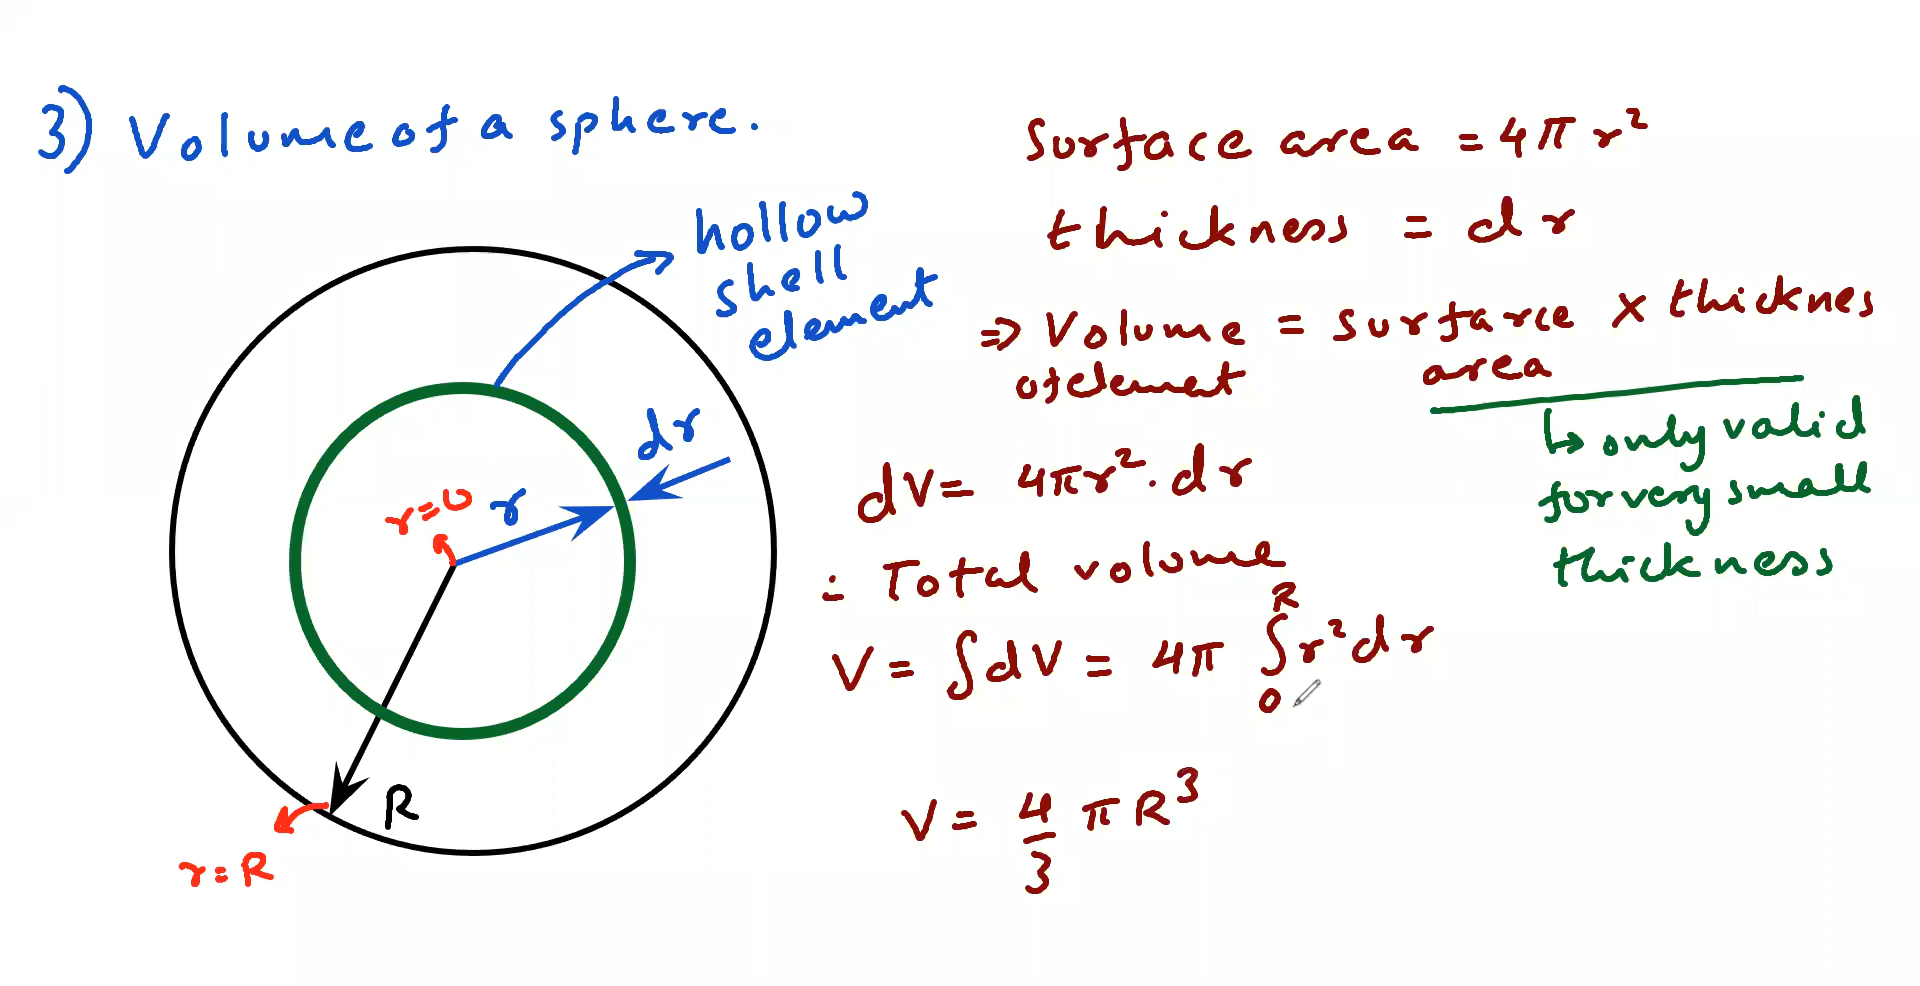 3) Volume of a sphere.
hollow
shell
element
dr
r=0
r
R
r=R
Surface area = 4πr²
thickness = dr
⇒ Volume = surfarce × thicknes
of element area
↳ only valid
for very small
thickness
dV= 4πr².dr
∴ Total volume
V = ∫dV = 4π ∫₀ᴿ r²dr
V = 4/3 πR³